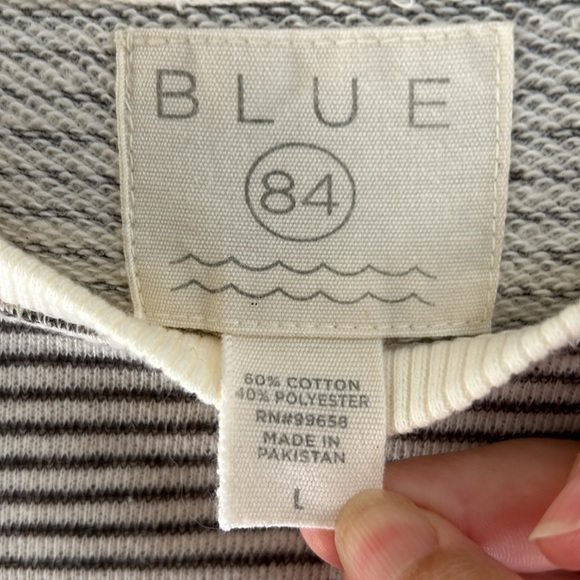 BLUE
84
60% COTTON
40% POLYESTER
RN#99658
MADE IN
PAKISTAN
L